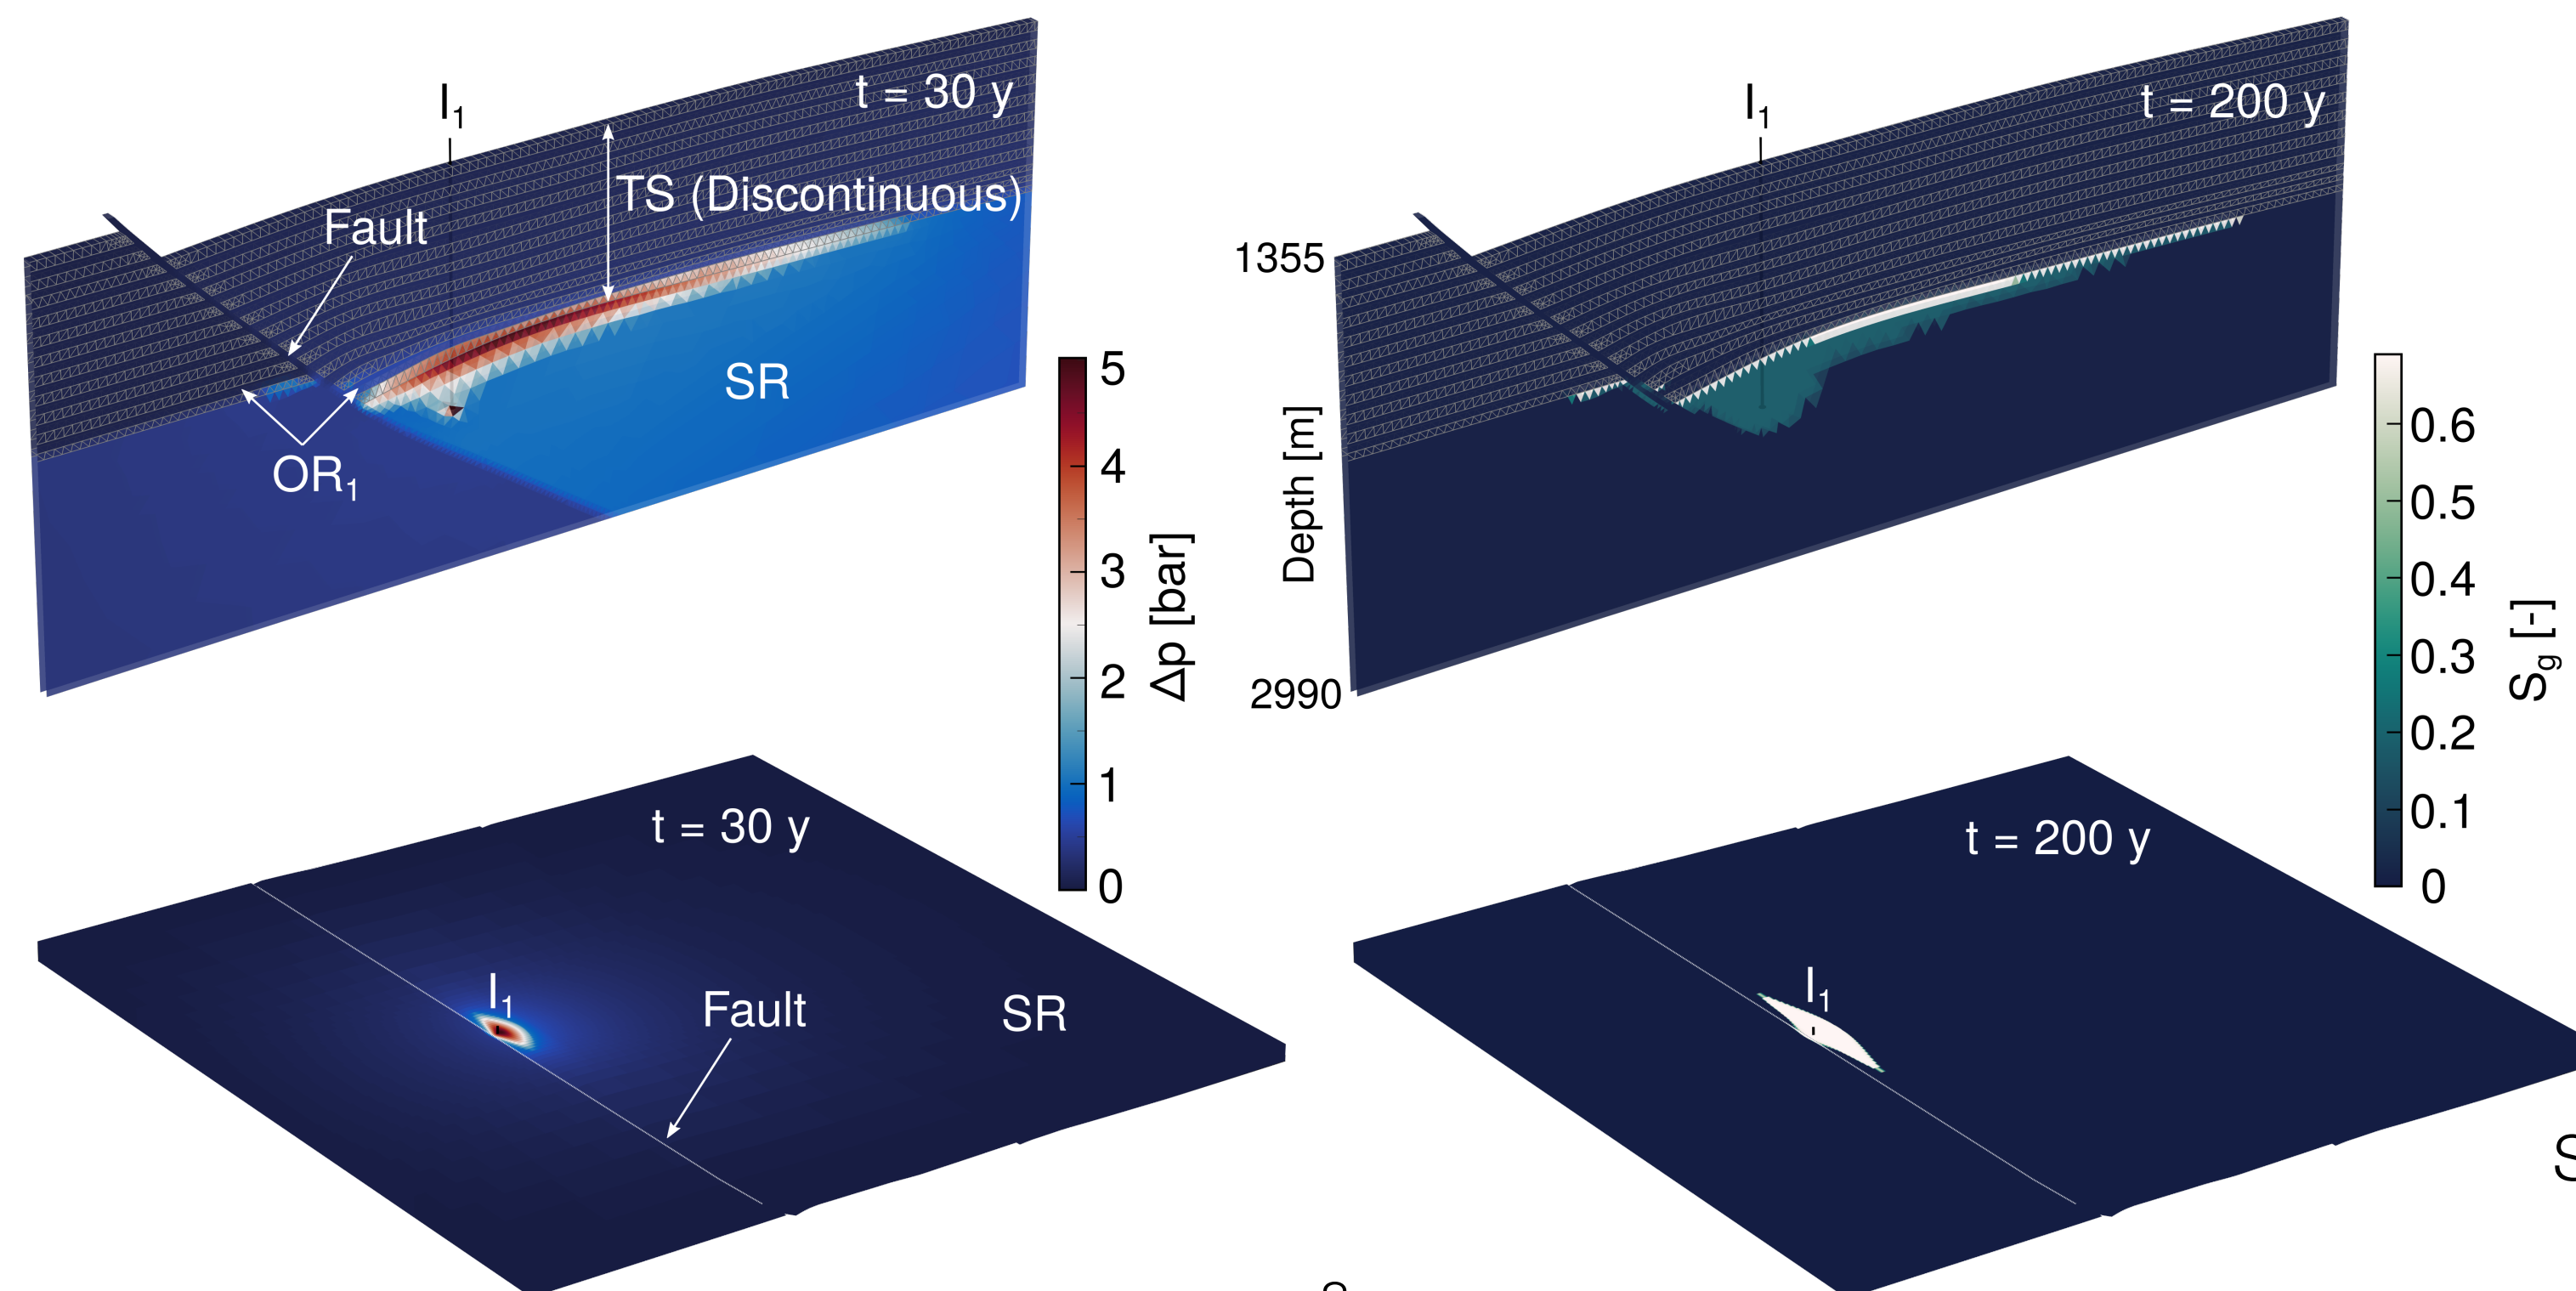 I1
t = 30 y
TS (Discontinuous)
Fault
SR
OR1
5
4
3
2
1
0
Δp [bar]
I1
t = 200 y
1355
Depth [m]
2990
0.6
0.5
0.4
0.3
0.2
0.1
0
Sg [-]
t = 30 y
I1
Fault
SR
t = 200 y
I1
S